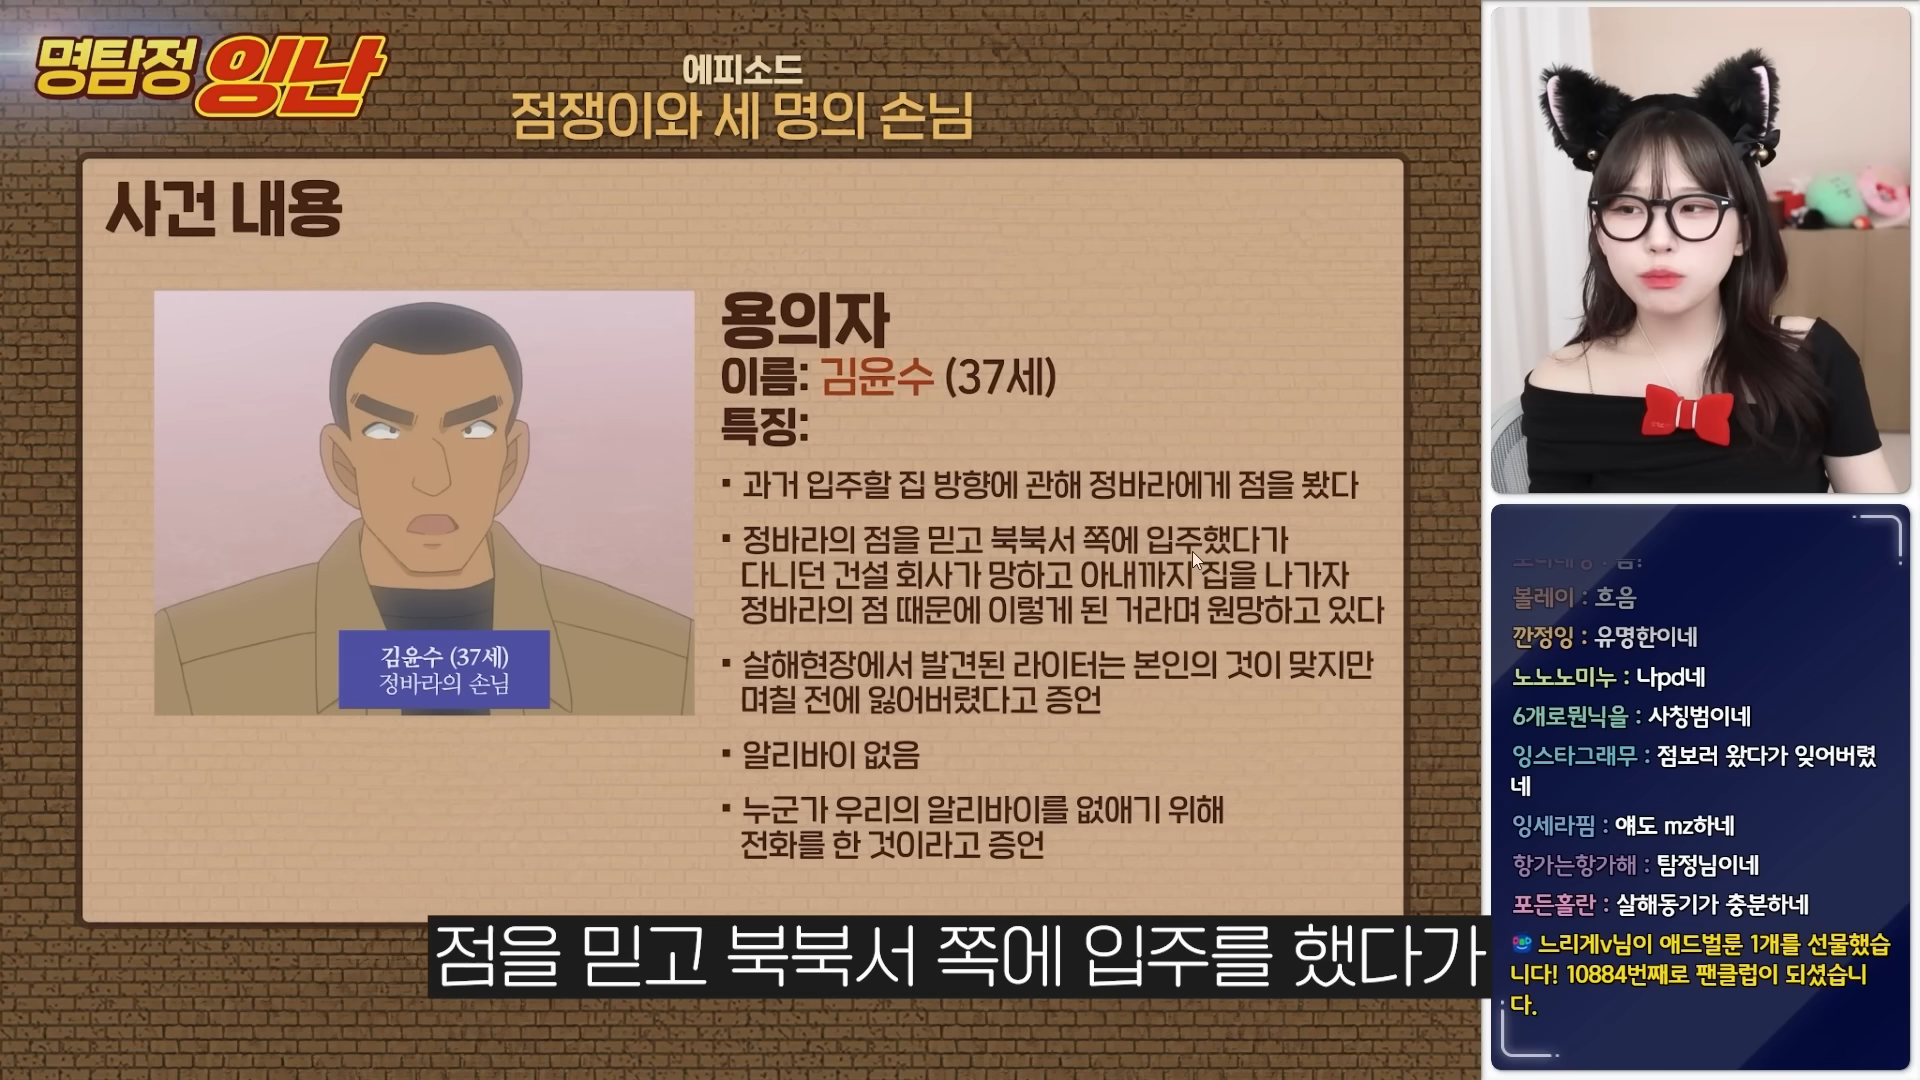 명탐정 잉난
에피소드
점쟁이와 세 명의 손님
사건 내용
용의자
이름: 김윤수 (37세)
특징:
▪ 과거 입주할 집 방향에 관해 정바라에게 점을 봤다
▪ 정바라의 점을 믿고 북북서 쪽에 입주했다가
다니던 건설 회사가 망하고 아내까지 집을 나가자
정바라의 점 때문에 이렇게 된 거라며 원망하고 있다
▪ 살해현장에서 발견된 라이터는 본인의 것이 맞지만
며칠 전에 잃어버렸다고 증언
▪ 알리바이 없음
▪ 누군가 우리의 알리바이를 없애기 위해
전화를 한 것이라고 증언
김윤수 (37세)
정바라의 손님
점을 믿고 북북서 쪽에 입주를 했다가
볼레이 : 흐음
깐정잉 : 유명한이네
노노노미누 : 나pd네
6개로뭔닉을 : 사칭범이네
잉스타그래무 : 점보러 왔다가 잊어버렸
네
잉세라핌 : 얘도 mz하네
항가는항가해 : 탐정님이네
포든홀란 : 살해동기가 충분하네
느리게v님이 애드벌룬 1개를 선물했습
니다! 10884번째로 팬클럽이 되셨습니
다.